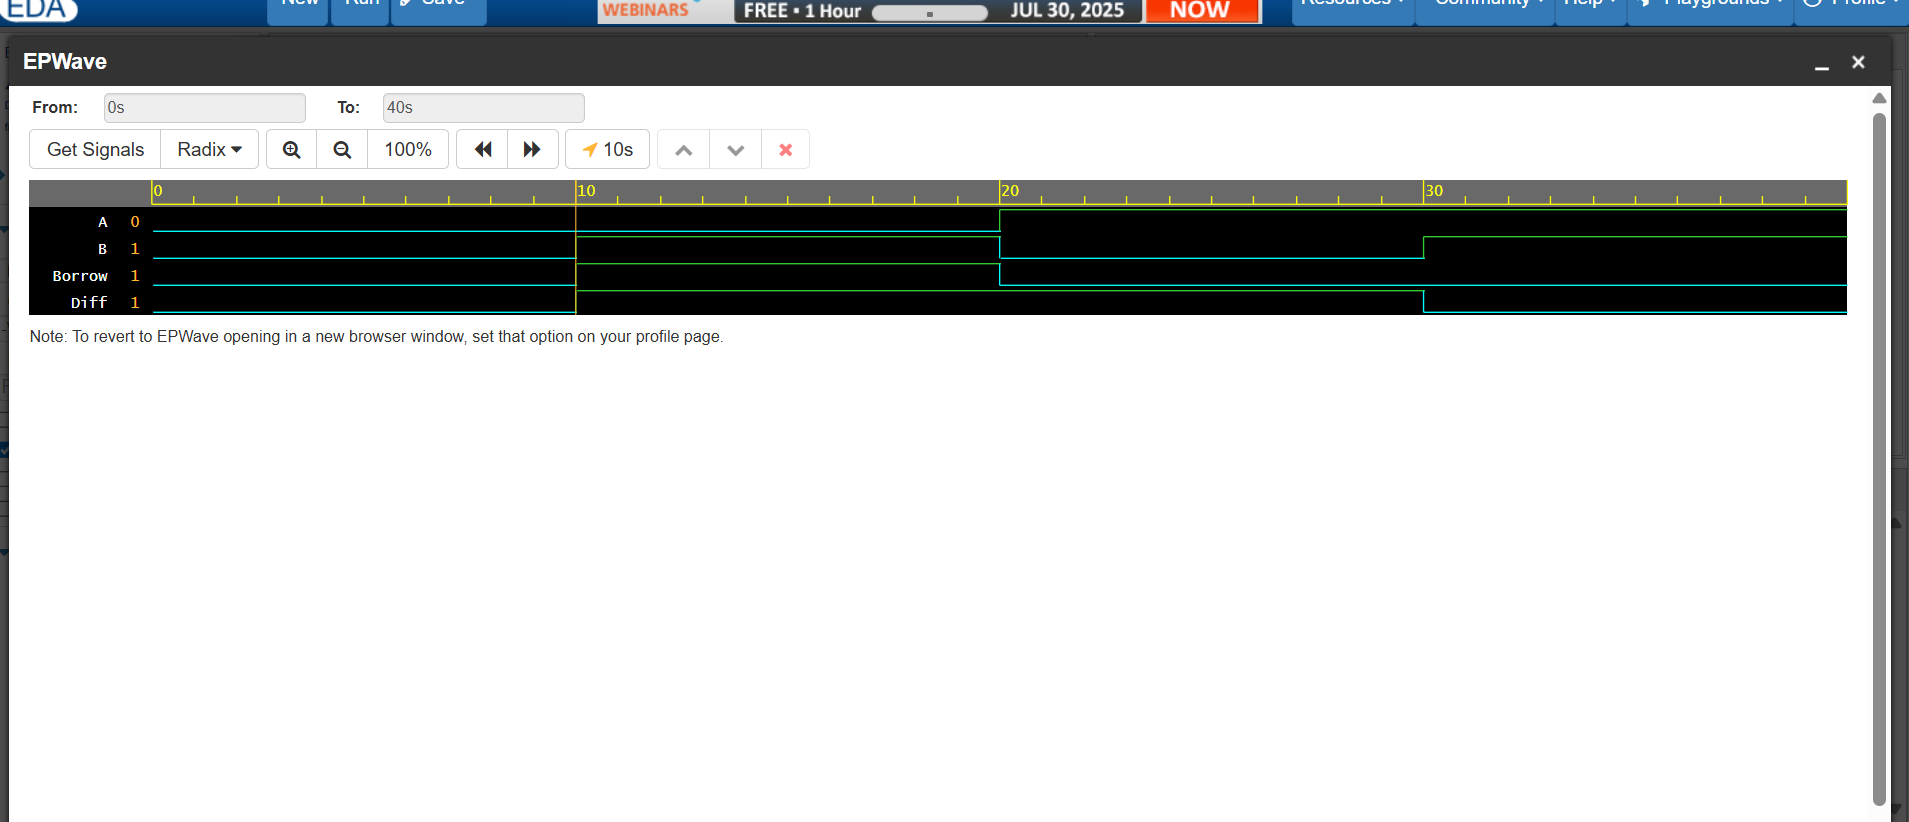 EDA New Run Save WEBINARS FREE • 1 Hour JUL 30, 2025 NOW Resources Community Help Playgrounds Profile
EPWave
From: 0s To: 40s
Get Signals Radix 100% 10s
0 10 20 30
A 0
B 1
Borrow 1
Diff 1
Note: To revert to EPWave opening in a new browser window, set that option on your profile page.